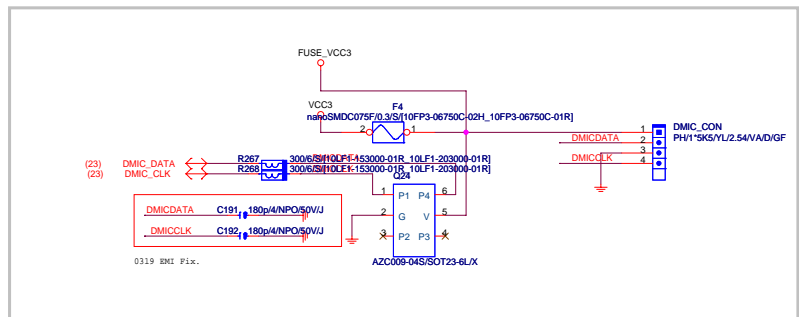 FUSE_VCC3
VCC3
F4
nanoSMDC075F/0.3/S/[10FP3-06750C-02H_10FP3-06750C-01R]
2
1
DMIC_CON
PH/1*5K5/YL/2.54/VA/D/GF
1
DMICDATA 2
3
DMICCLK 4
(23) DMIC_DATA
R267 300/6/S/[10LF1-153000-01R_10LF1-203000-01R]
(23) DMIC_CLK
R268 300/6/S/[10LF1-153000-01R_10LF1-203000-01R]
Q24
1 P1 P4 6
2 G V 5
3 P2 P3 4
AZC009-04S/SOT23-6L/X
DMICDATA C191 180p/4/NPO/50V/J
DMICCLK C192 180p/4/NPO/50V/J
0319 EMI Fix.